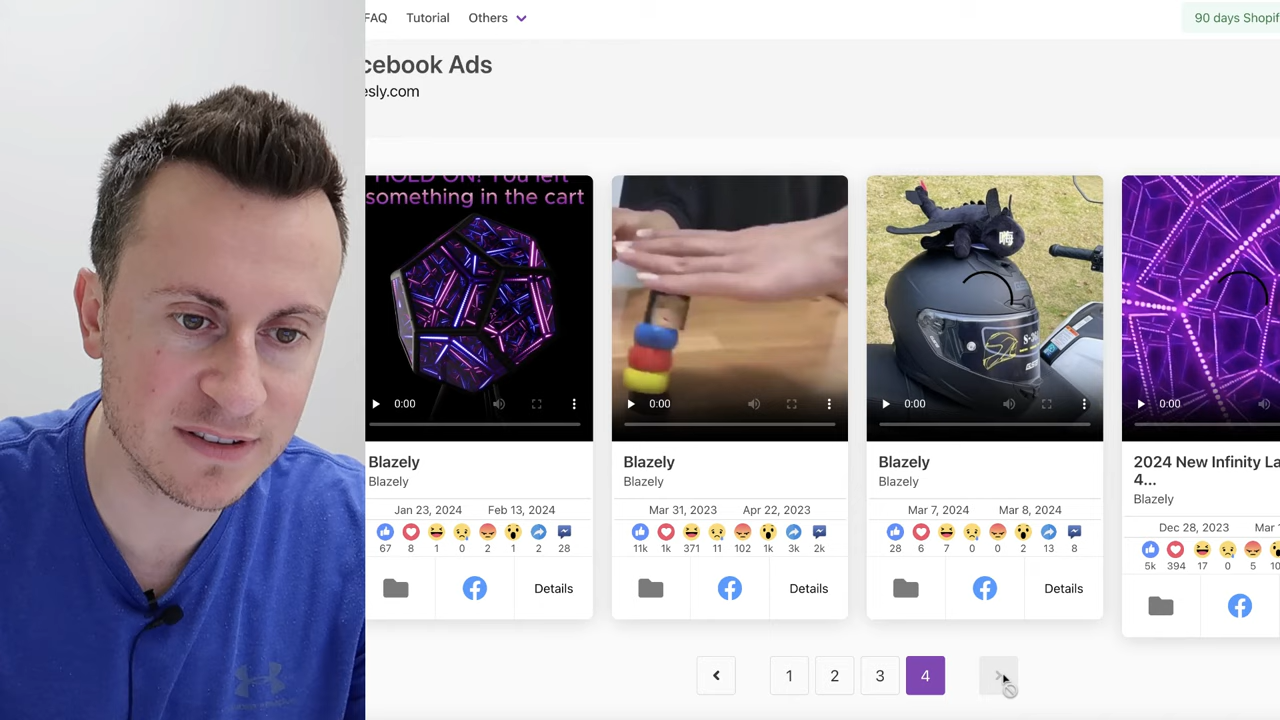 FAQ Tutorial Others
90 days Shopif
cebook Ads
esly.com
HOLD ON! You left
something in the cart
0:00
0:00
嗨
0:00
0:00
Blazely
Blazely
Jan 23, 2024 Feb 13, 2024
67 8 1 0 2 1 2 28
Details
Blazely
Blazely
Mar 31, 2023 Apr 22, 2023
11k 1k 371 11 102 1k 3k 2k
Details
Blazely
Blazely
Mar 7, 2023 Mar 8, 2024
28 6 7 0 0 2 13 8
Details
2024 New Infinity La
4...
Blazely
Dec 28, 2023 Mar
5k 394 17 0 5 10
1 2 3 4